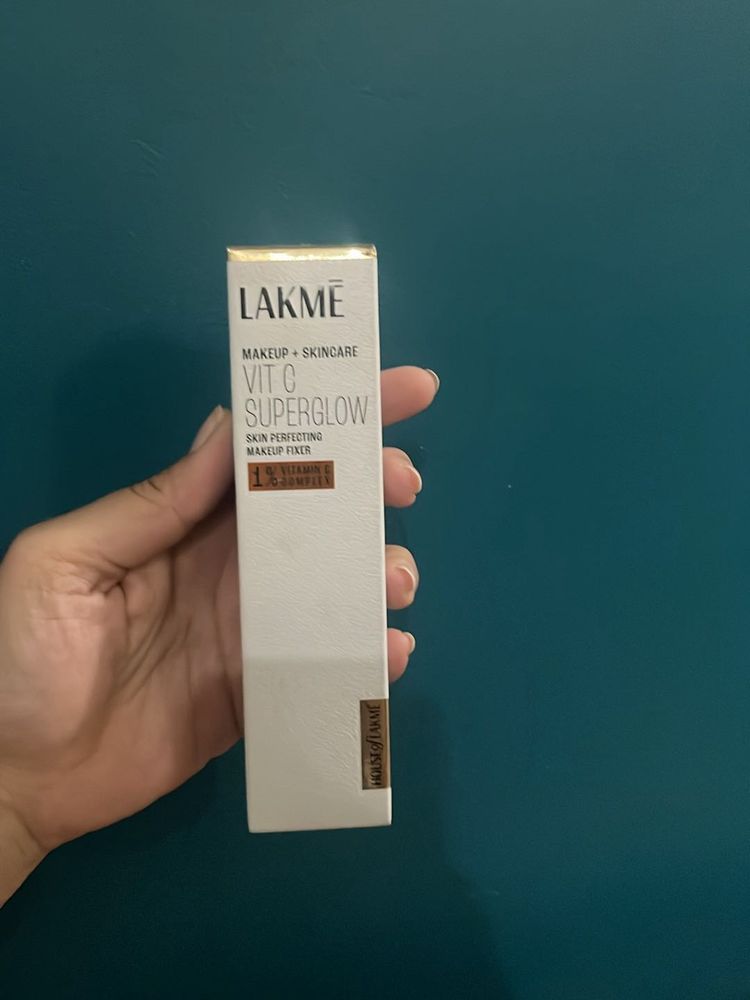 LAKMĒ
MAKEUP + SKINCARE
VIT C
SUPERGLOW
SKIN PERFECTING
MAKEUP FIXER
1% VITAMIN C
COMPLEX
HOUSE of LAKMĒ